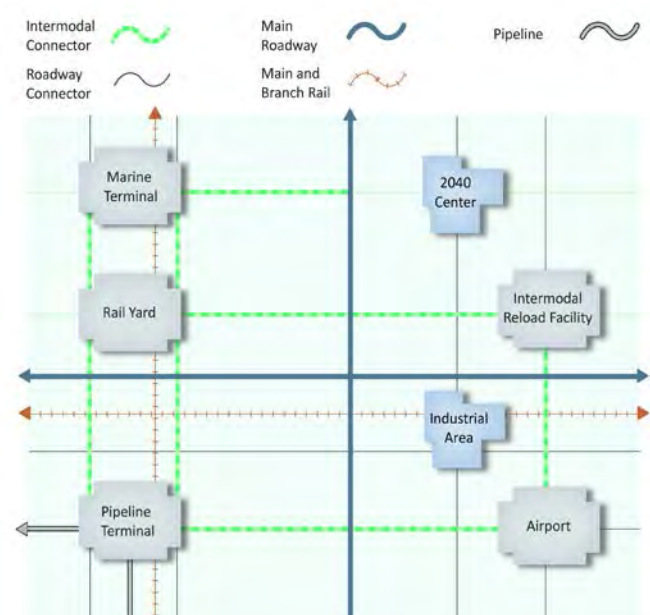 Intermodal
Connector
Main
Roadway
Pipeline
Roadway
Connector
Main and
Branch Rail
Marine
Terminal
2040
Center
Rail Yard
Intermodal
Reload Facility
Industrial
Area
Pipeline
Terminal
Airport